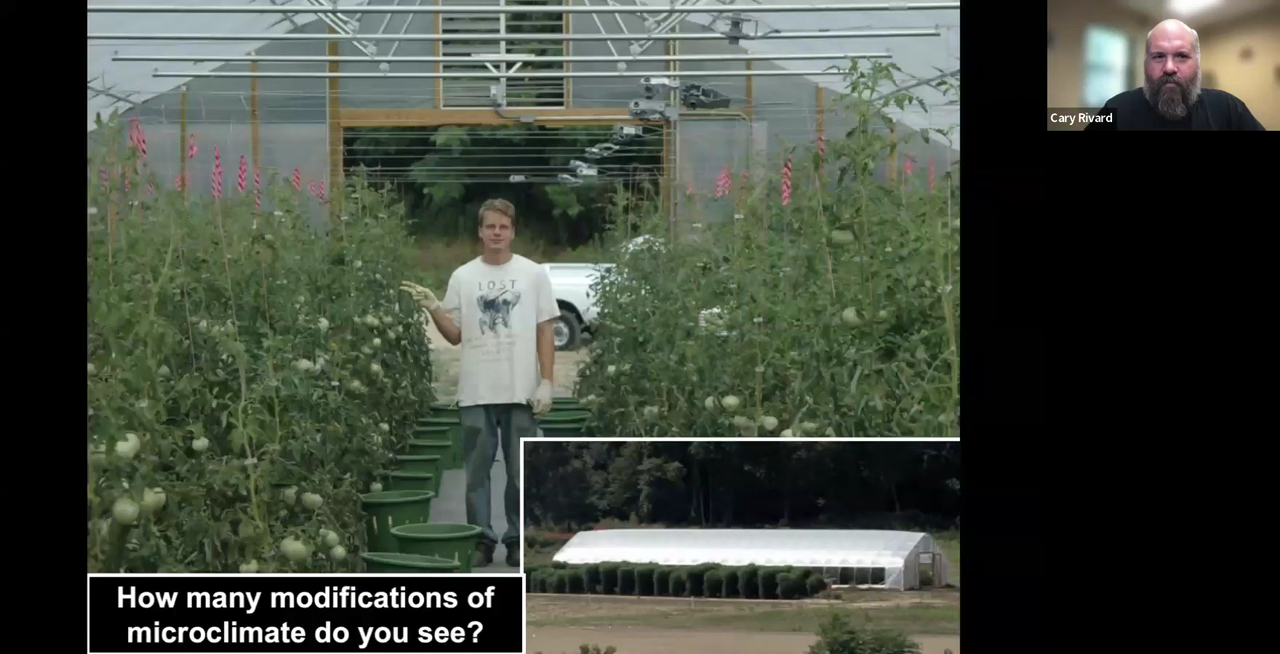 Cary Rivard
LOST
How many modifications of
microclimate do you see?